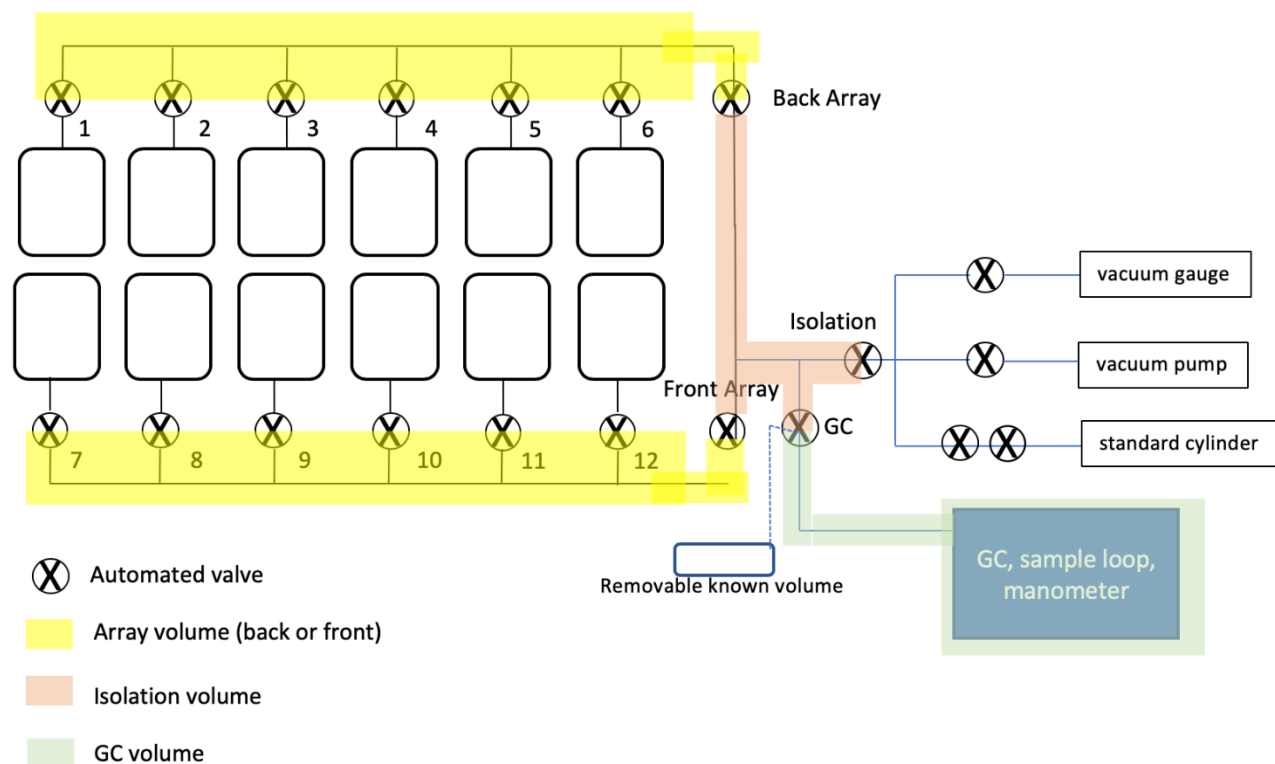 Back Array
1
2
3
4
5
6
vacuum gauge
Isolation
vacuum pump
Front Array
GC
standard cylinder
7
8
9
10
11
12
GC, sample loop,
manometer
Removable known volume
Automated valve
Array volume (back or front)
Isolation volume
GC volume